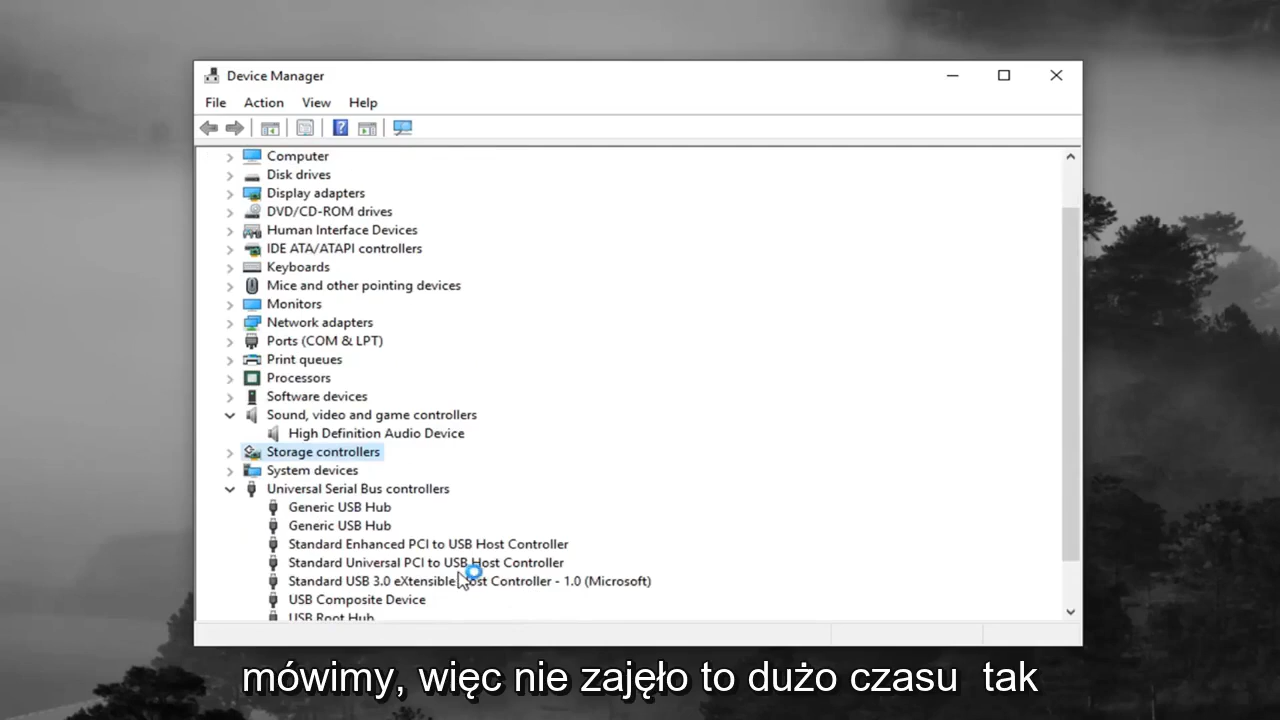 Device Manager
File Action View Help
Computer
Disk drives
Display adapters
DVD/CD-ROM drives
Human Interface Devices
IDE ATA/ATAPI controllers
Keyboards
Mice and other pointing devices
Monitors
Network adapters
Ports (COM & LPT)
Print queues
Processors
Software devices
Sound, video and game controllers
High Definition Audio Device
Storage controllers
System devices
Universal Serial Bus controllers
Generic USB Hub
Generic USB Hub
Standard Enhanced PCI to USB Host Controller
Standard Universal PCI to USB Host Controller
Standard USB 3.0 eXtensible Host Controller - 1.0 (Microsoft)
USB Composite Device
USB Root Hub
mówimy, więc nie zajęło to dużo czasu tak